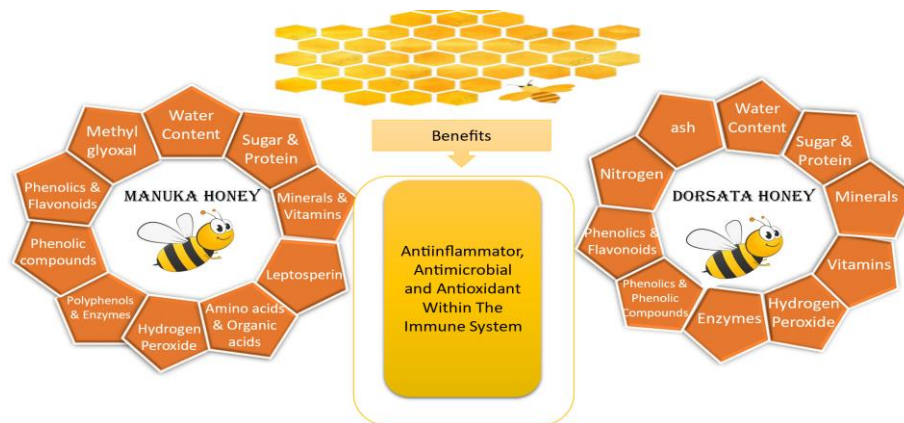 Benefits
MANUKA HONEY
Water
Content
Sugar &
Protein
Minerals &
Vitamins
Leptosperin
Amino acids
& Organic
acids
Hydrogen
Peroxide
Polyphenols
& Enzymes
Phenolic
compounds
Phenolics &
Flavonoids
Methyl
glyoxal
Antiinflammator,
Antimicrobial
and Antioxidant
Within The
Immune System
DORSATA HONEY
Water
Content
Sugar &
Protein
Minerals
Vitamins
Hydrogen
Peroxide
Enzymes
Phenolics &
Phenolic
Compounds
Phenolics &
Flavonoids
Nitrogen
ash